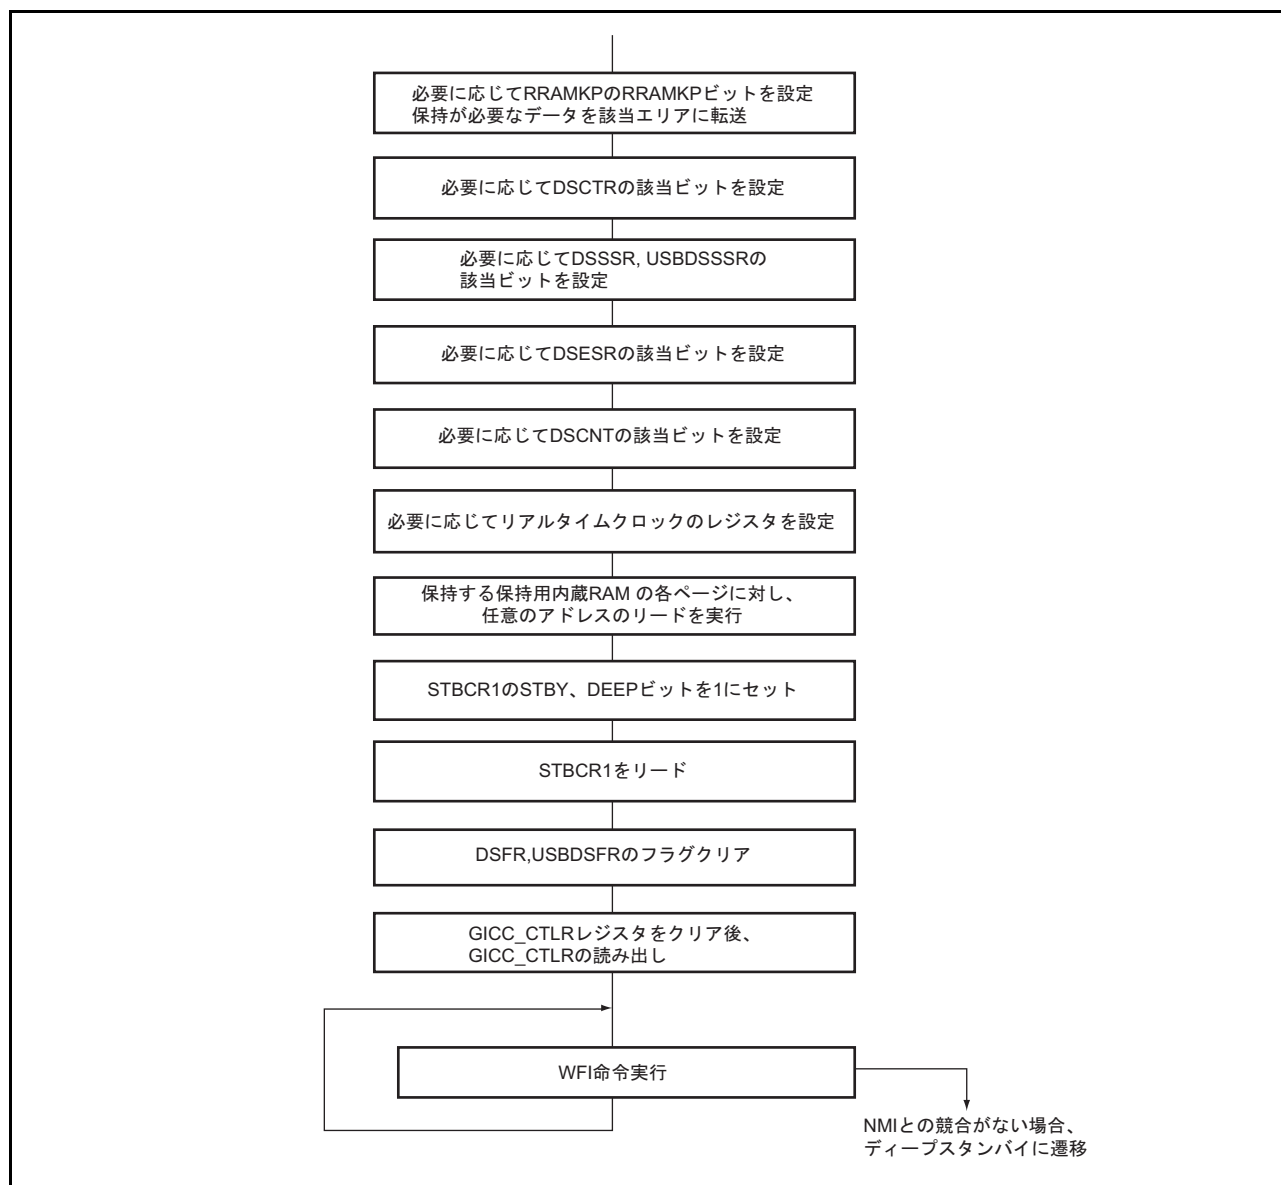 必要に応じてRRAMKPのRRAMKPビットを設定
保持が必要なデータを該当エリアに転送
必要に応じてDSCTRの該当ビットを設定
必要に応じてDSSSR, USBDSSSRの
該当ビットを設定
必要に応じてDSESRの該当ビットを設定
必要に応じてDSCNTの該当ビットを設定
必要に応じてリアルタイムクロックのレジスタを設定
保持する保持用内蔵RAM の各ページに対し、
任意のアドレスのリードを実行
STBCR1のSTBY、DEEPビットを1にセット
STBCR1をリード
DSFR,USBDSFRのフラグクリア
GICC_CTLRレジスタをクリア後、
GICC_CTLRの読み出し
WFI命令実行
NMIとの競合がない場合、
ディープスタンバイに遷移